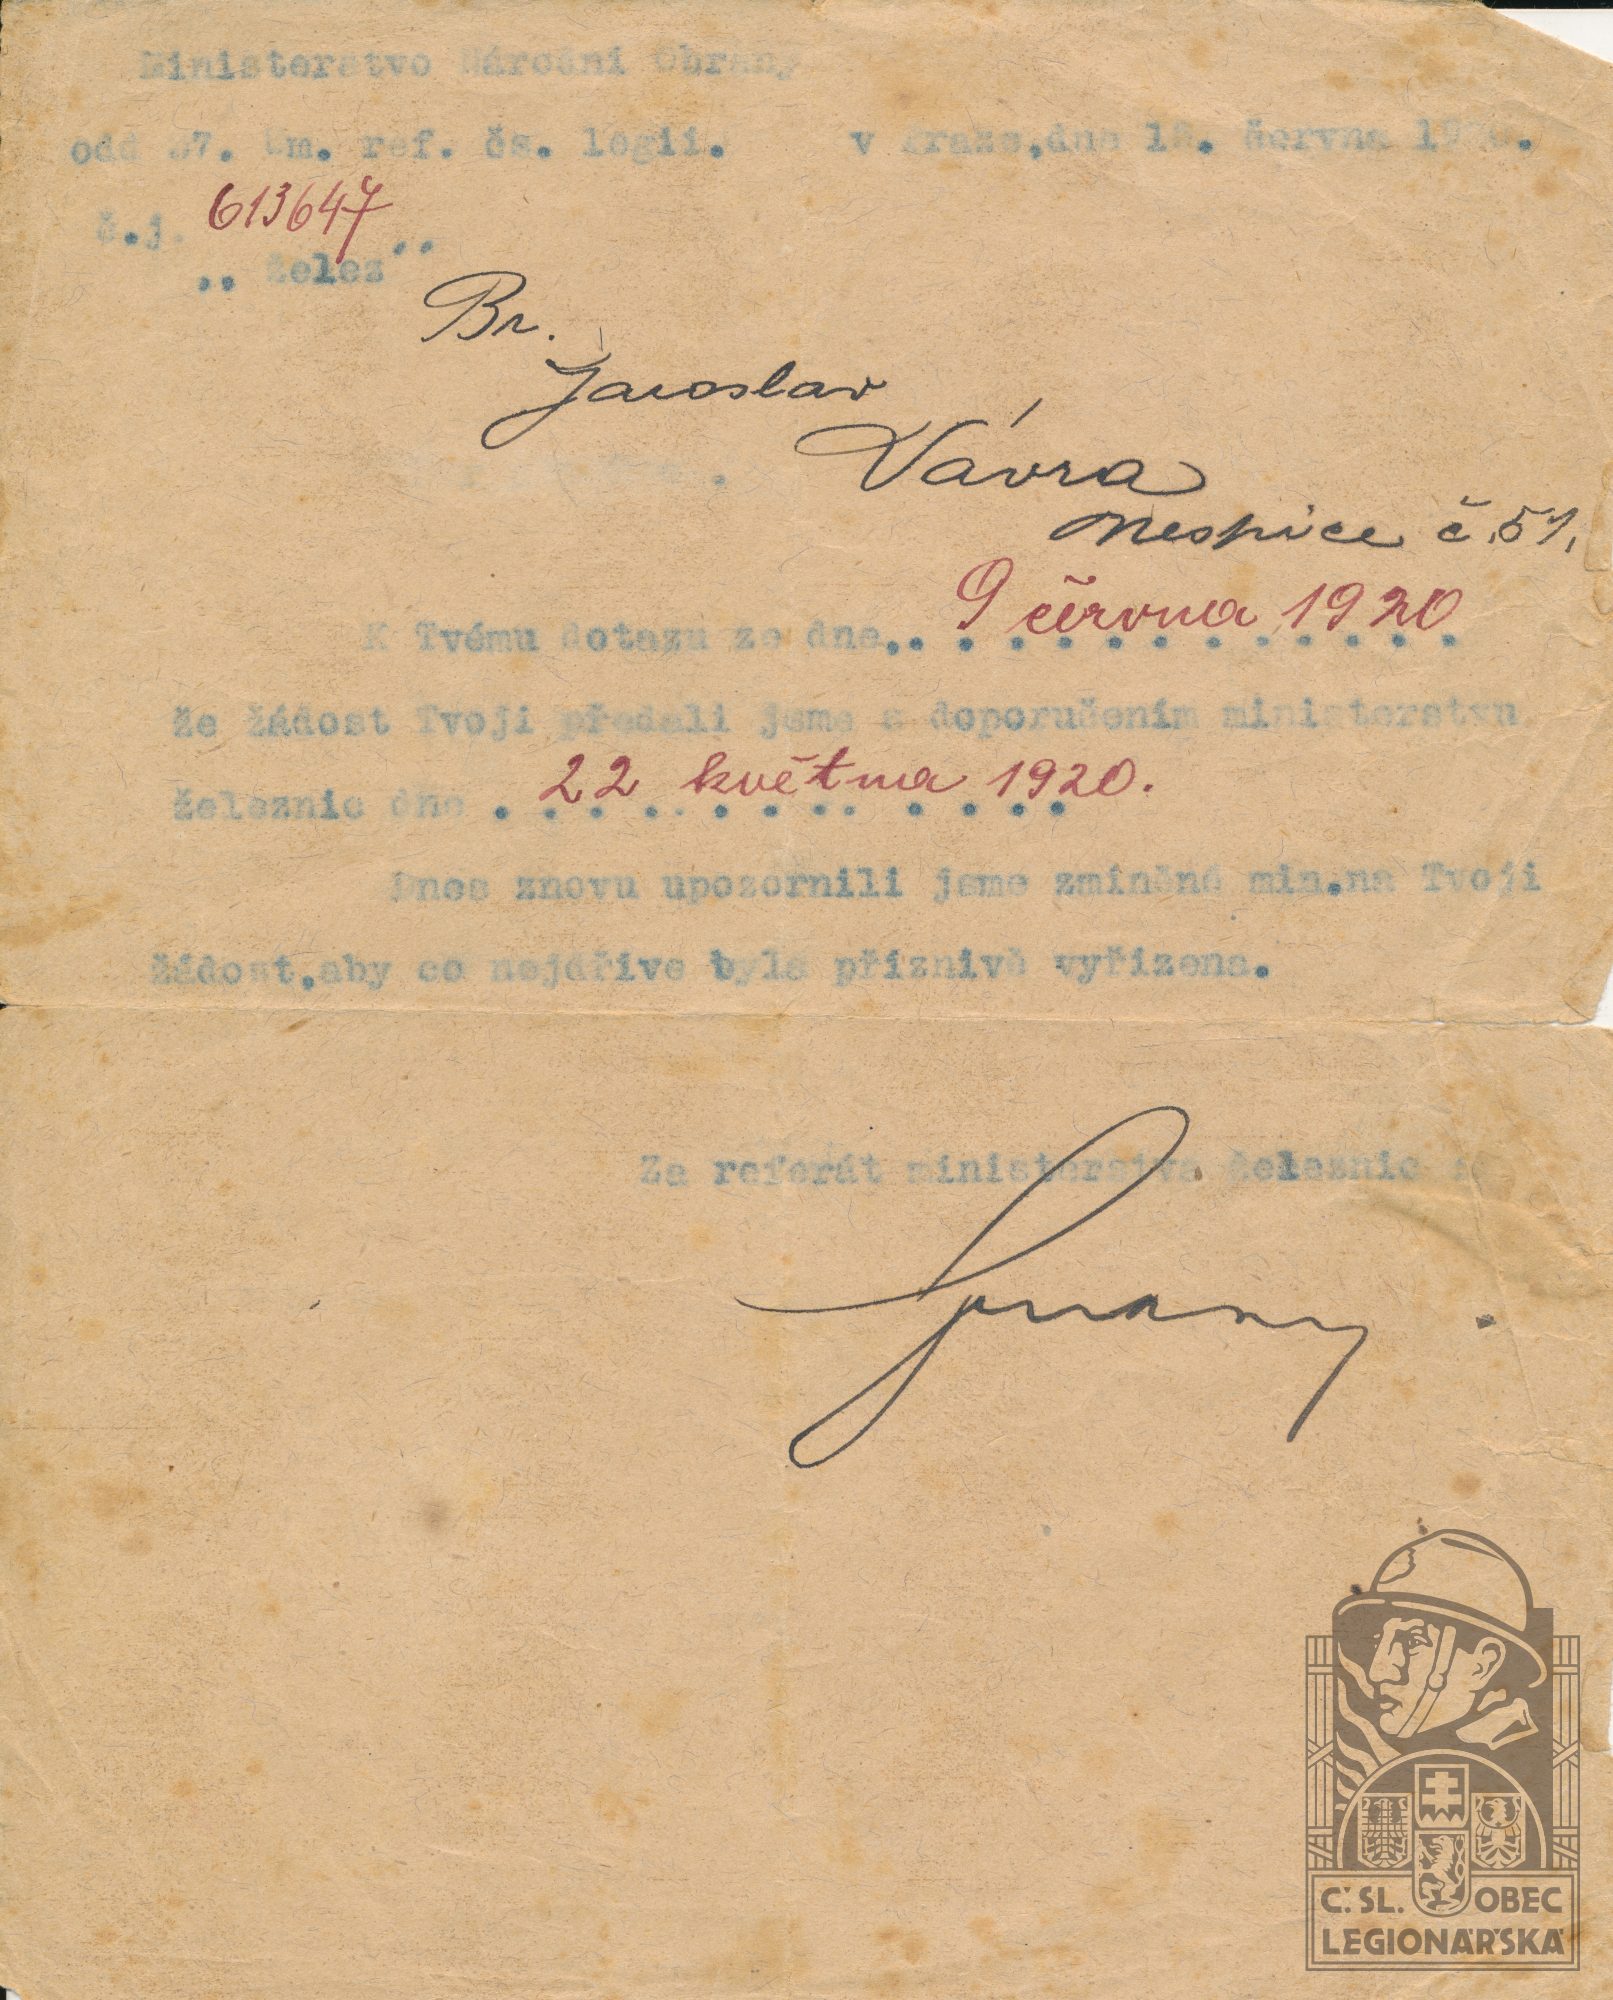 Ministerstvo Národní Obrany
odd 37. Um. ref. čs. legii. v Praze,dne 18. června 1920.
č.j. 613647
,, želez ..
Br.
Jaroslav
Vávra
Mespice č.51,
K Tvému dotazu ze dne,. 9 června 1920
že žádost Tvoji předali jsme s doporučením ministerstvu
železnic dne 22 května 1920.
Dnes znovu upozornili jsme zmíněné min.na Tvoji
žádost,aby co nejdříve byla příznivě vyřízena.
Za referát ministerstva železnic
Č.SL. OBEC
LEGIONÁŘSKÁ